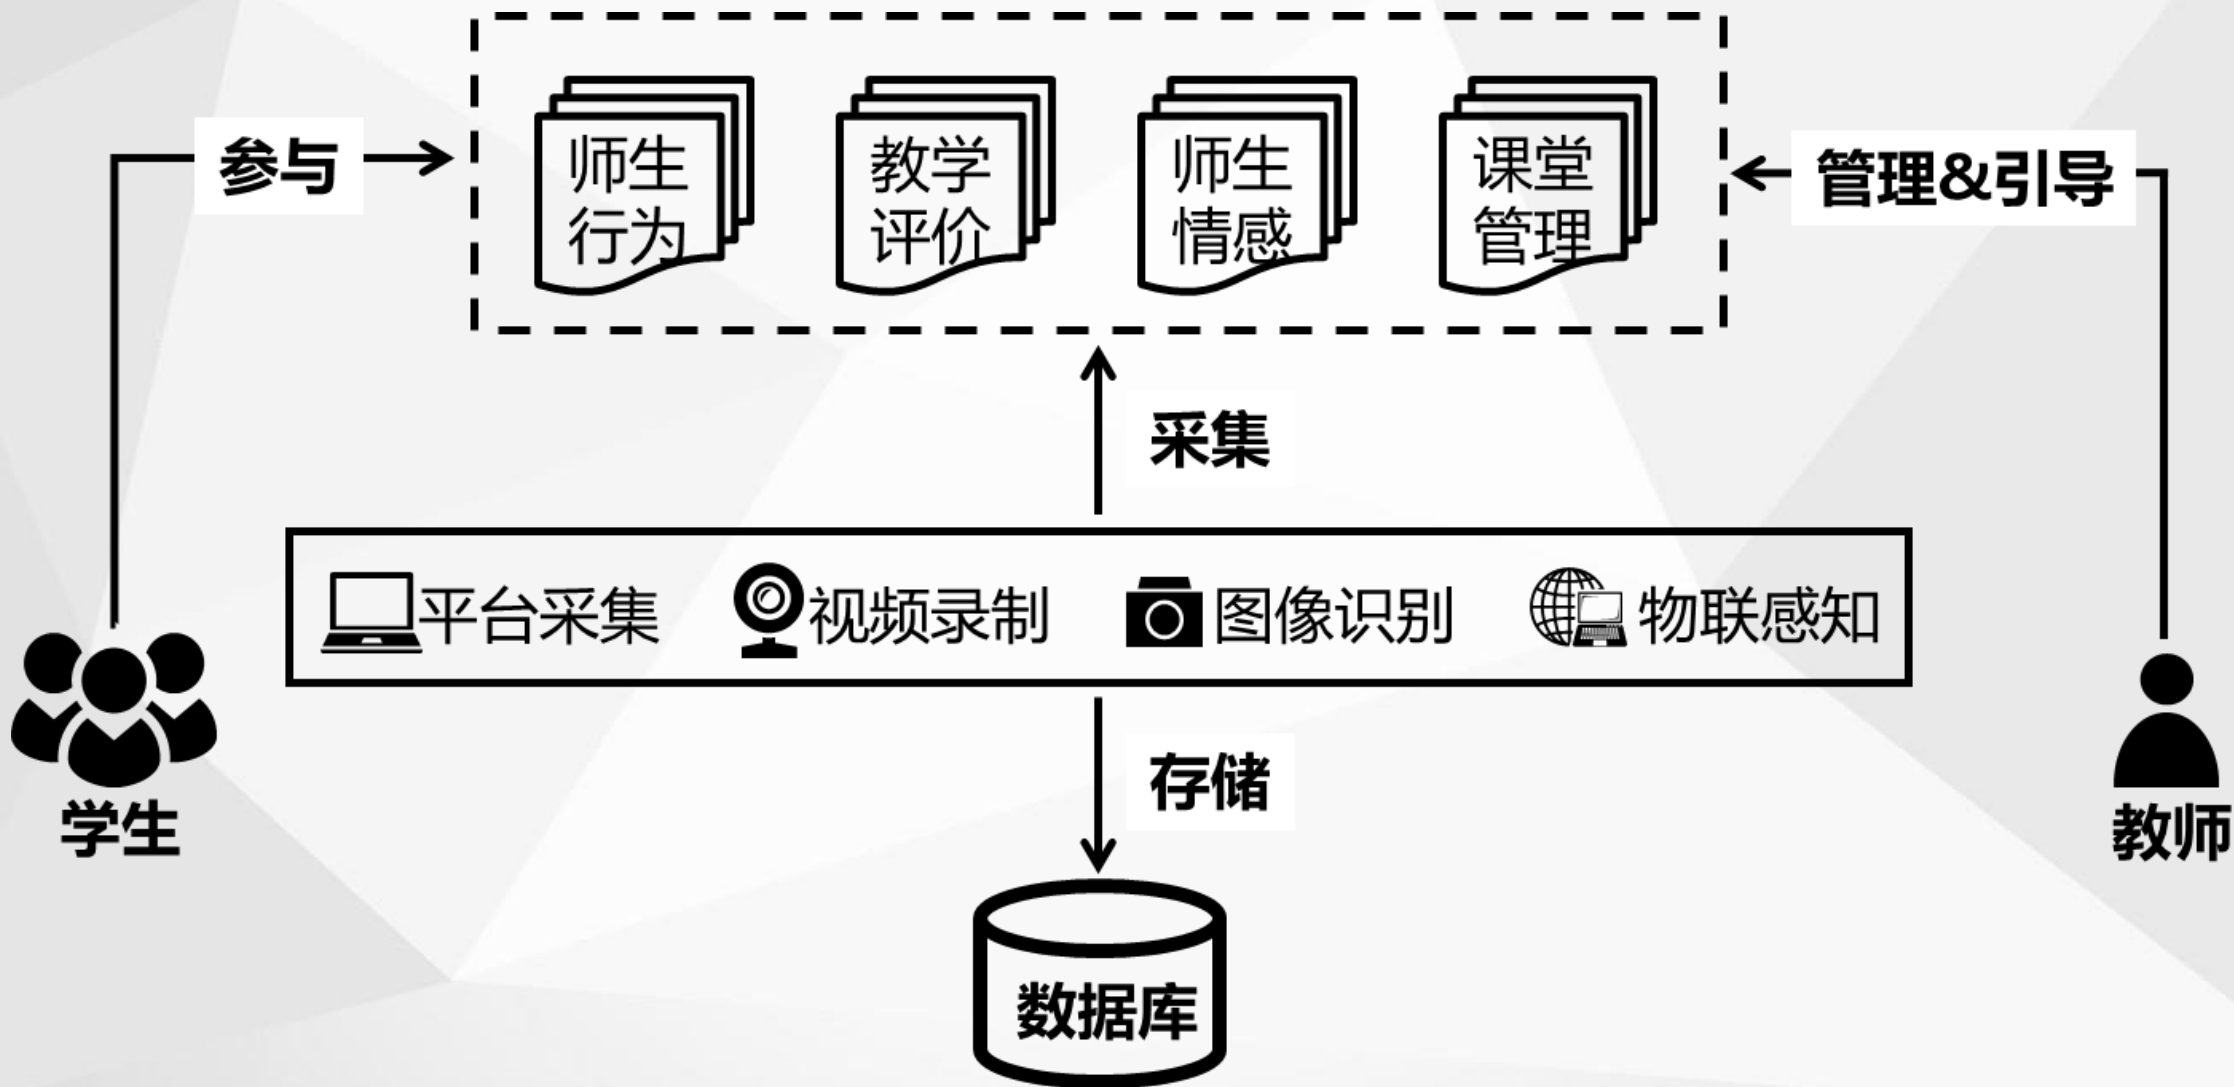 参与
师生
行为
教学
评价
师生
情感
课堂
管理
管理&引导
采集
平台采集
视频录制
图像识别
物联感知
存储
学生
教师
数据库